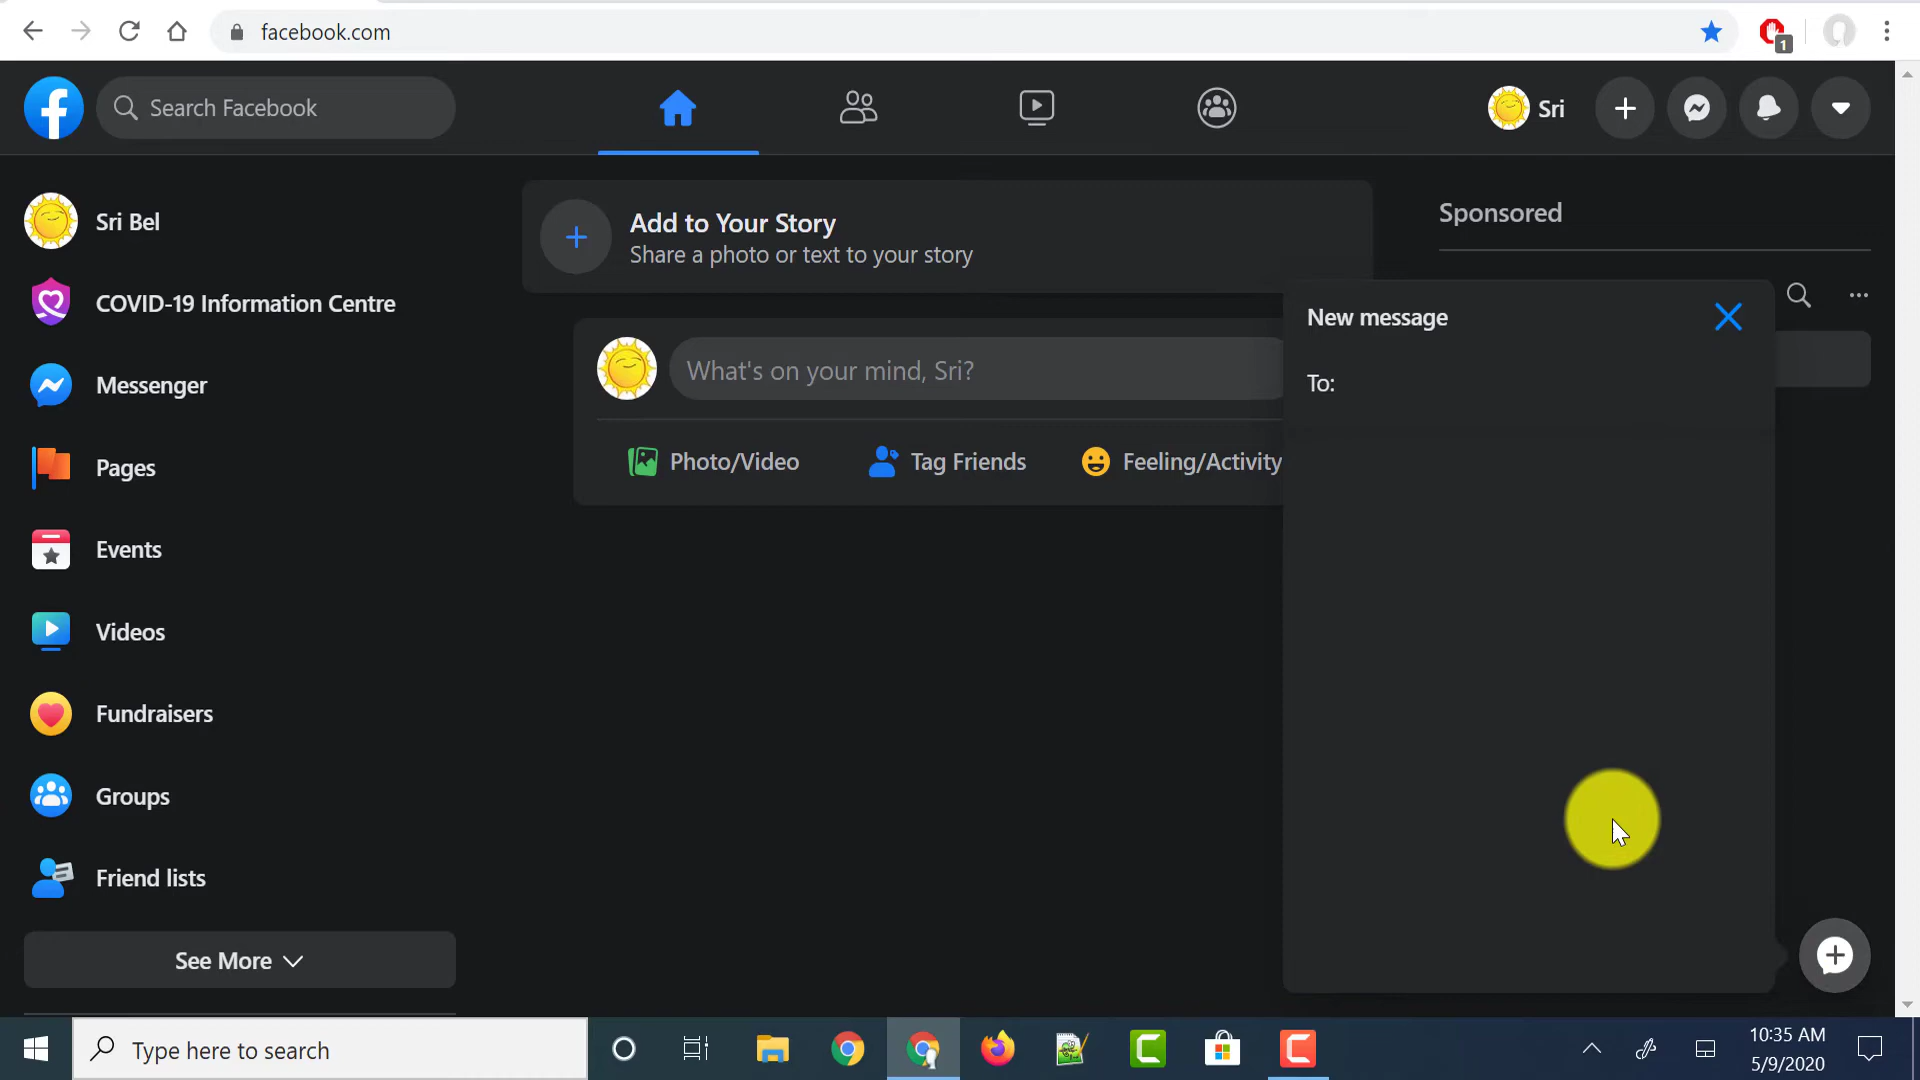 facebook.com
1
Search Facebook
Sri
Sri Bel
COVID-19 Information Centre
Messenger
Pages
Events
Videos
Fundraisers
Groups
Friend lists
See More
Add to Your Story
Share a photo or text to your story
What's on your mind, Sri?
Photo/Video
Tag Friends
Feeling/Activity
Sponsored
New message
To:
Type here to search
10:35 AM
5/9/2020